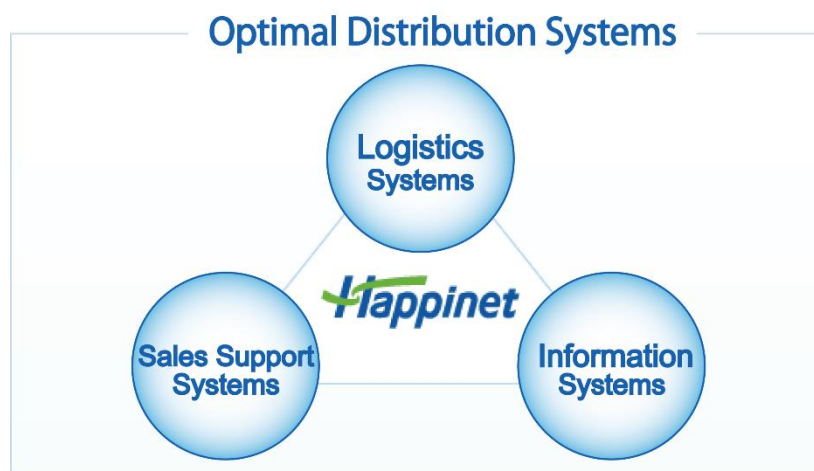 Optimal Distribution Systems
Logistics
Systems
Happinet
Sales Support
Systems
Information
Systems